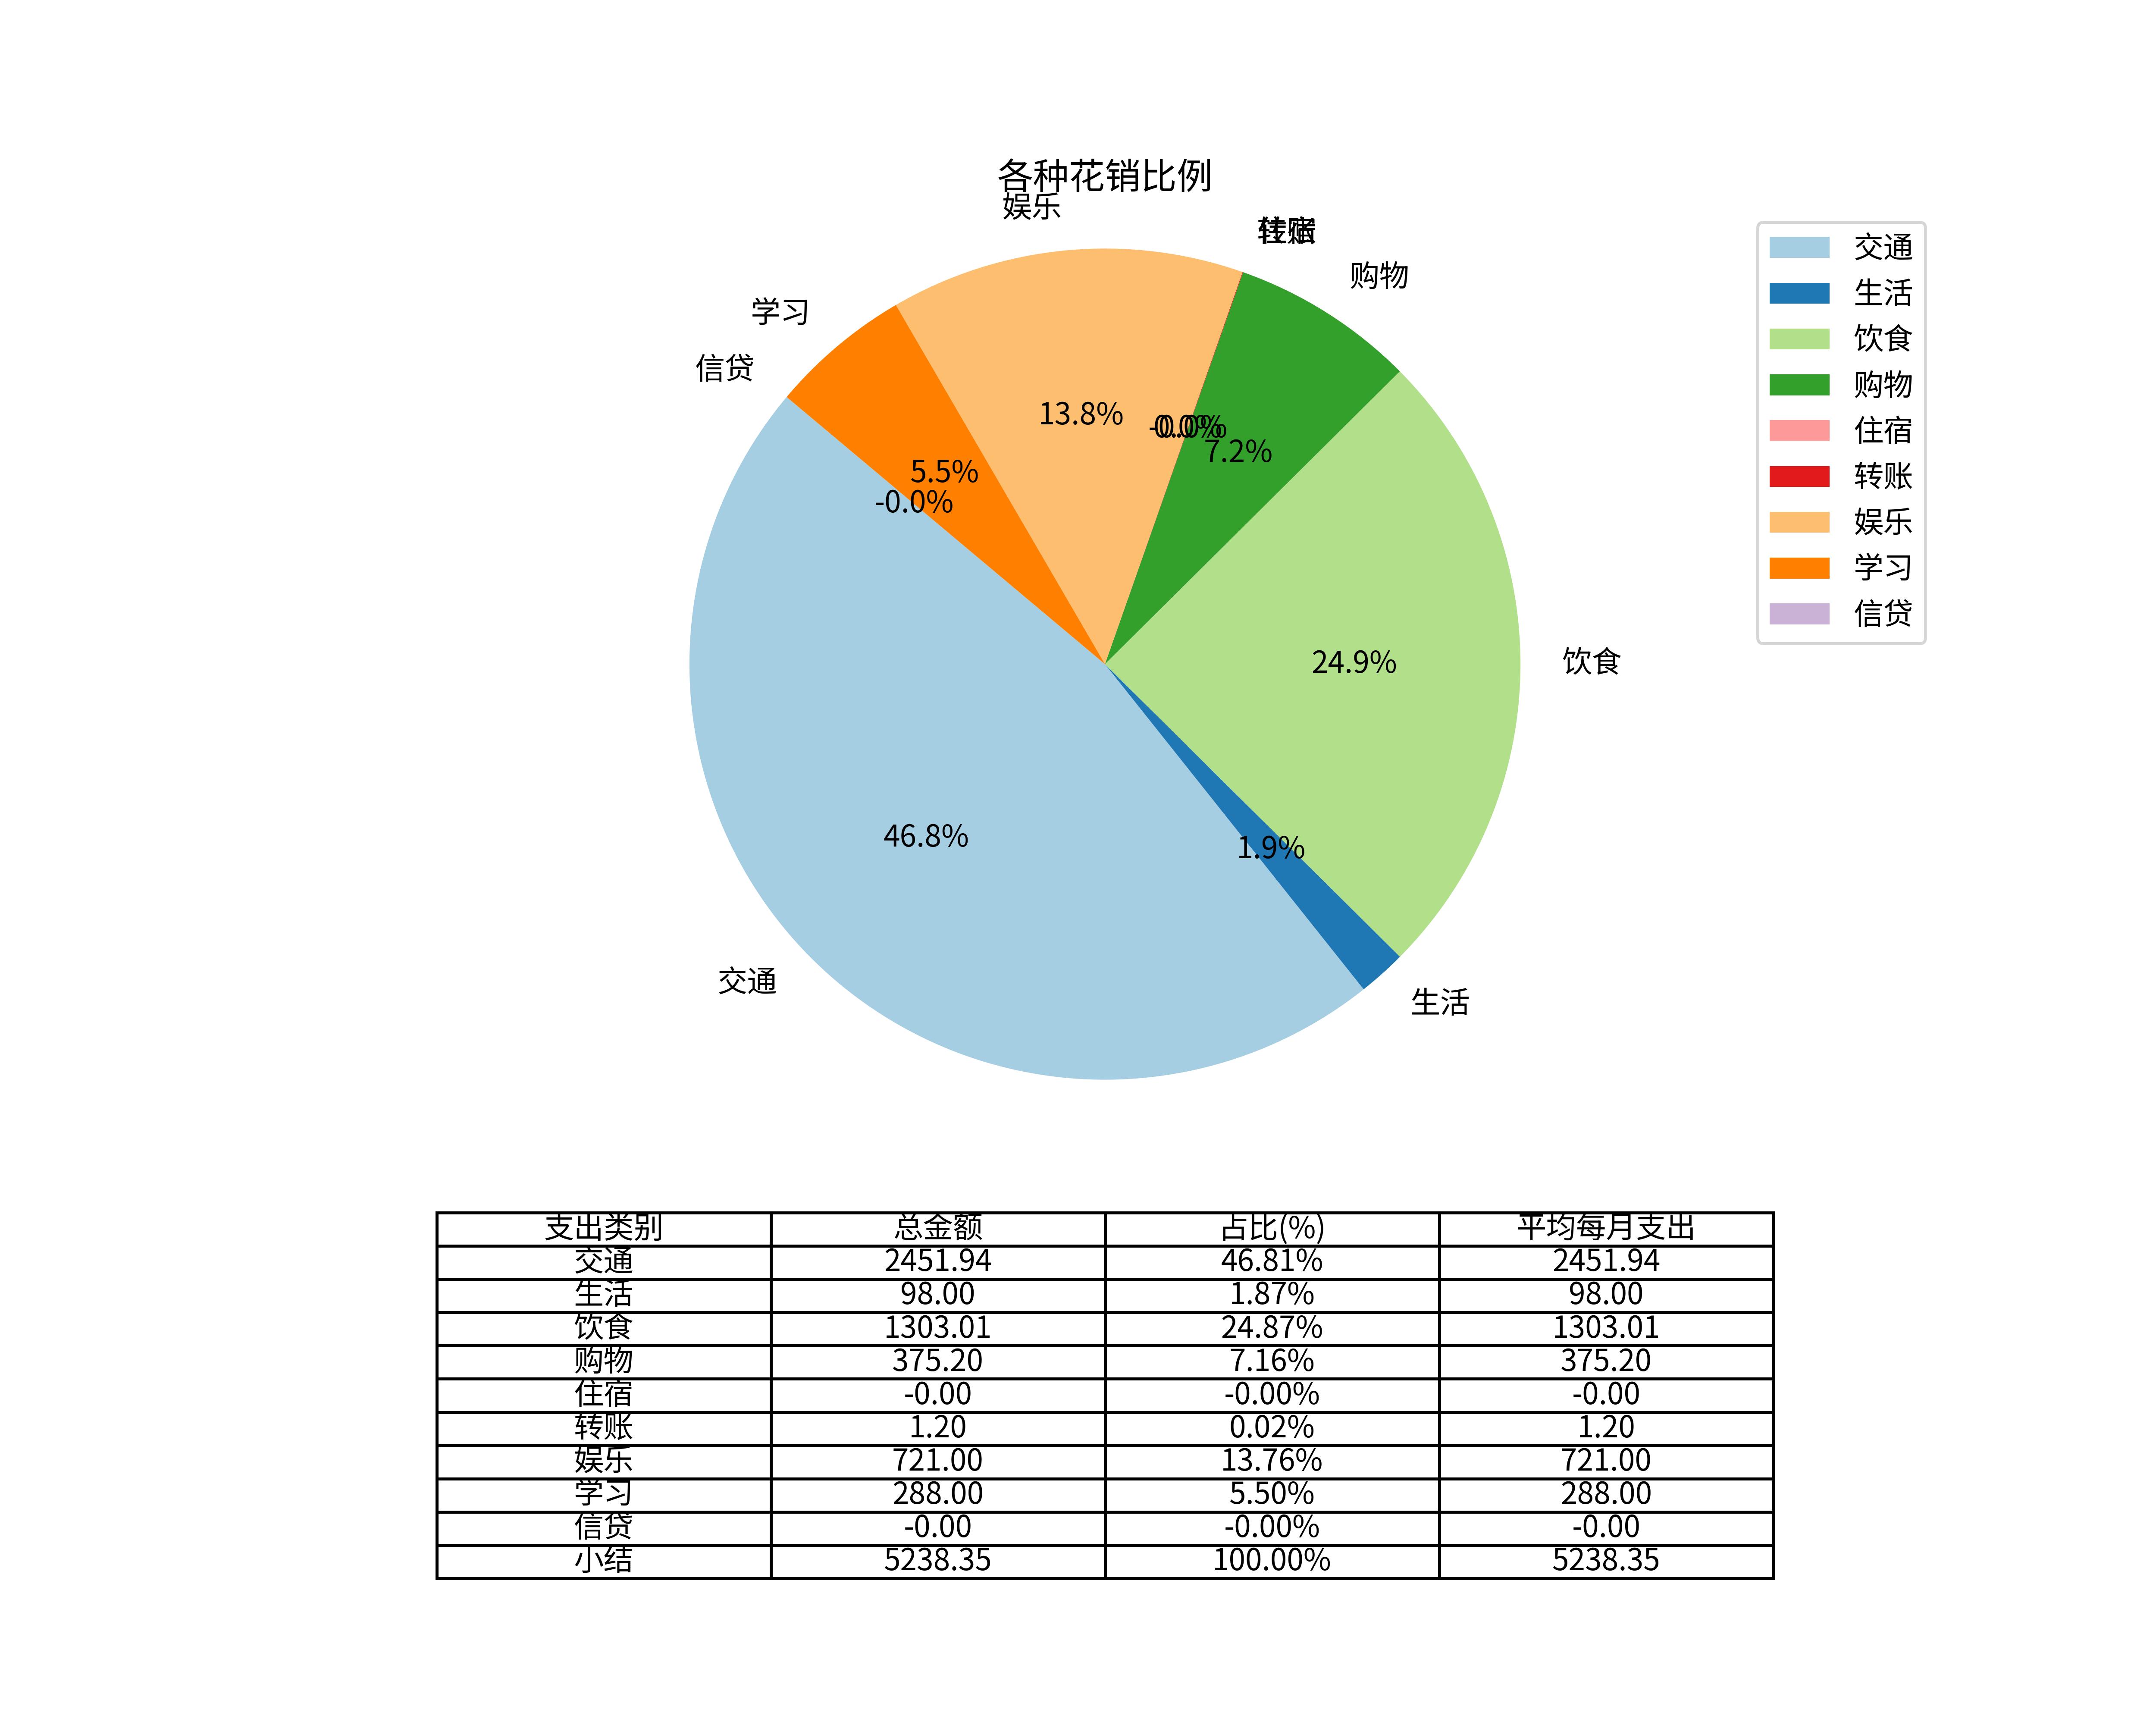 各种花销比例
娱乐
购物
学习
信贷
饮食
交通
生活
13.8%
7.2%
5.5%
-0.0%
24.9%
46.8%
1.9%
交通
生活
饮食
购物
住宿
转账
娱乐
学习
信贷
支出类别 总金额 占比(%) 平均每月支出
交通 2451.94 46.81% 2451.94
生活 98.00 1.87% 98.00
饮食 1303.01 24.87% 1303.01
购物 375.20 7.16% 375.20
住宿 -0.00 -0.00% -0.00
转账 1.20 0.02% 1.20
娱乐 721.00 13.76% 721.00
学习 288.00 5.50% 288.00
信贷 -0.00 -0.00% -0.00
小结 5238.35 100.00% 5238.35